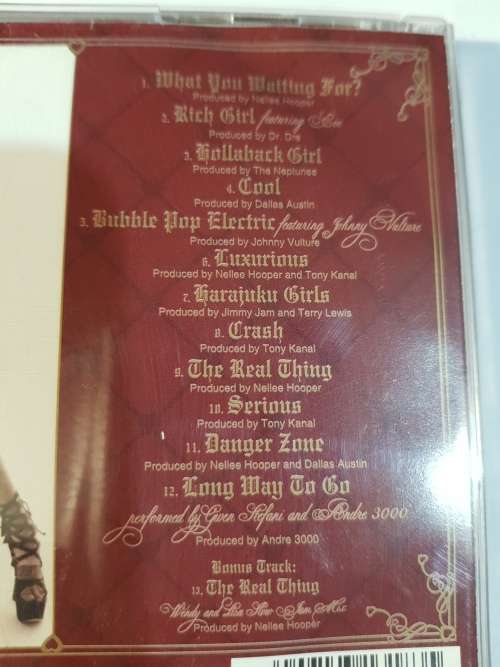 1. What You Waiting For?
Produced by Nellee Hooper
2. Rich Girl featuring Eve
Produced by Dr. Dre
3. Hollaback Girl
Produced by The Neptunes
4. Cool
Produced by Dallas Austin
5. Bubble Pop Electric featuring Johnny Vulture
Produced by Johnny Vulture
6. Luxurious
Produced by Nellee Hooper and Tony Kanal
7. Harajuku Girls
Produced by Jimmy Jam and Terry Lewis
8. Crash
Produced by Tony Kanal
9. The Real Thing
Produced by Nellee Hooper
10. Serious
Produced by Tony Kanal
11. Danger Zone
Produced by Nellee Hooper and Dallas Austin
12. Long Way To Go
performed by Gwen Stefani and Andre 3000
Produced by Andre 3000
Bonus Track:
13. The Real Thing
Wendy and Lisa Slow Jam Mix
Produced by Nellee Hooper